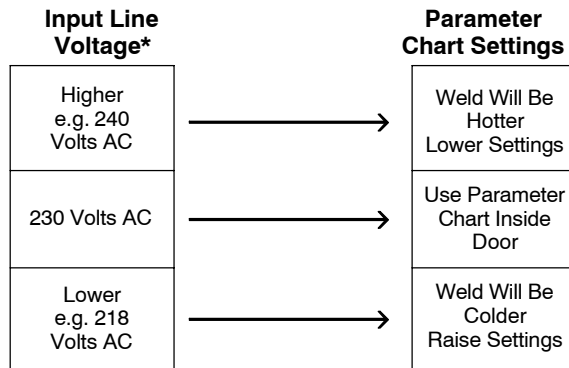 Input Line
Voltage*
Parameter
Chart Settings
Higher
e.g. 240
Volts AC
Weld Will Be
Hotter
Lower Settings
230 Volts AC
Use Parameter
Chart Inside
Door
Lower
e.g. 218
Volts AC
Weld Will Be
Colder
Raise Settings